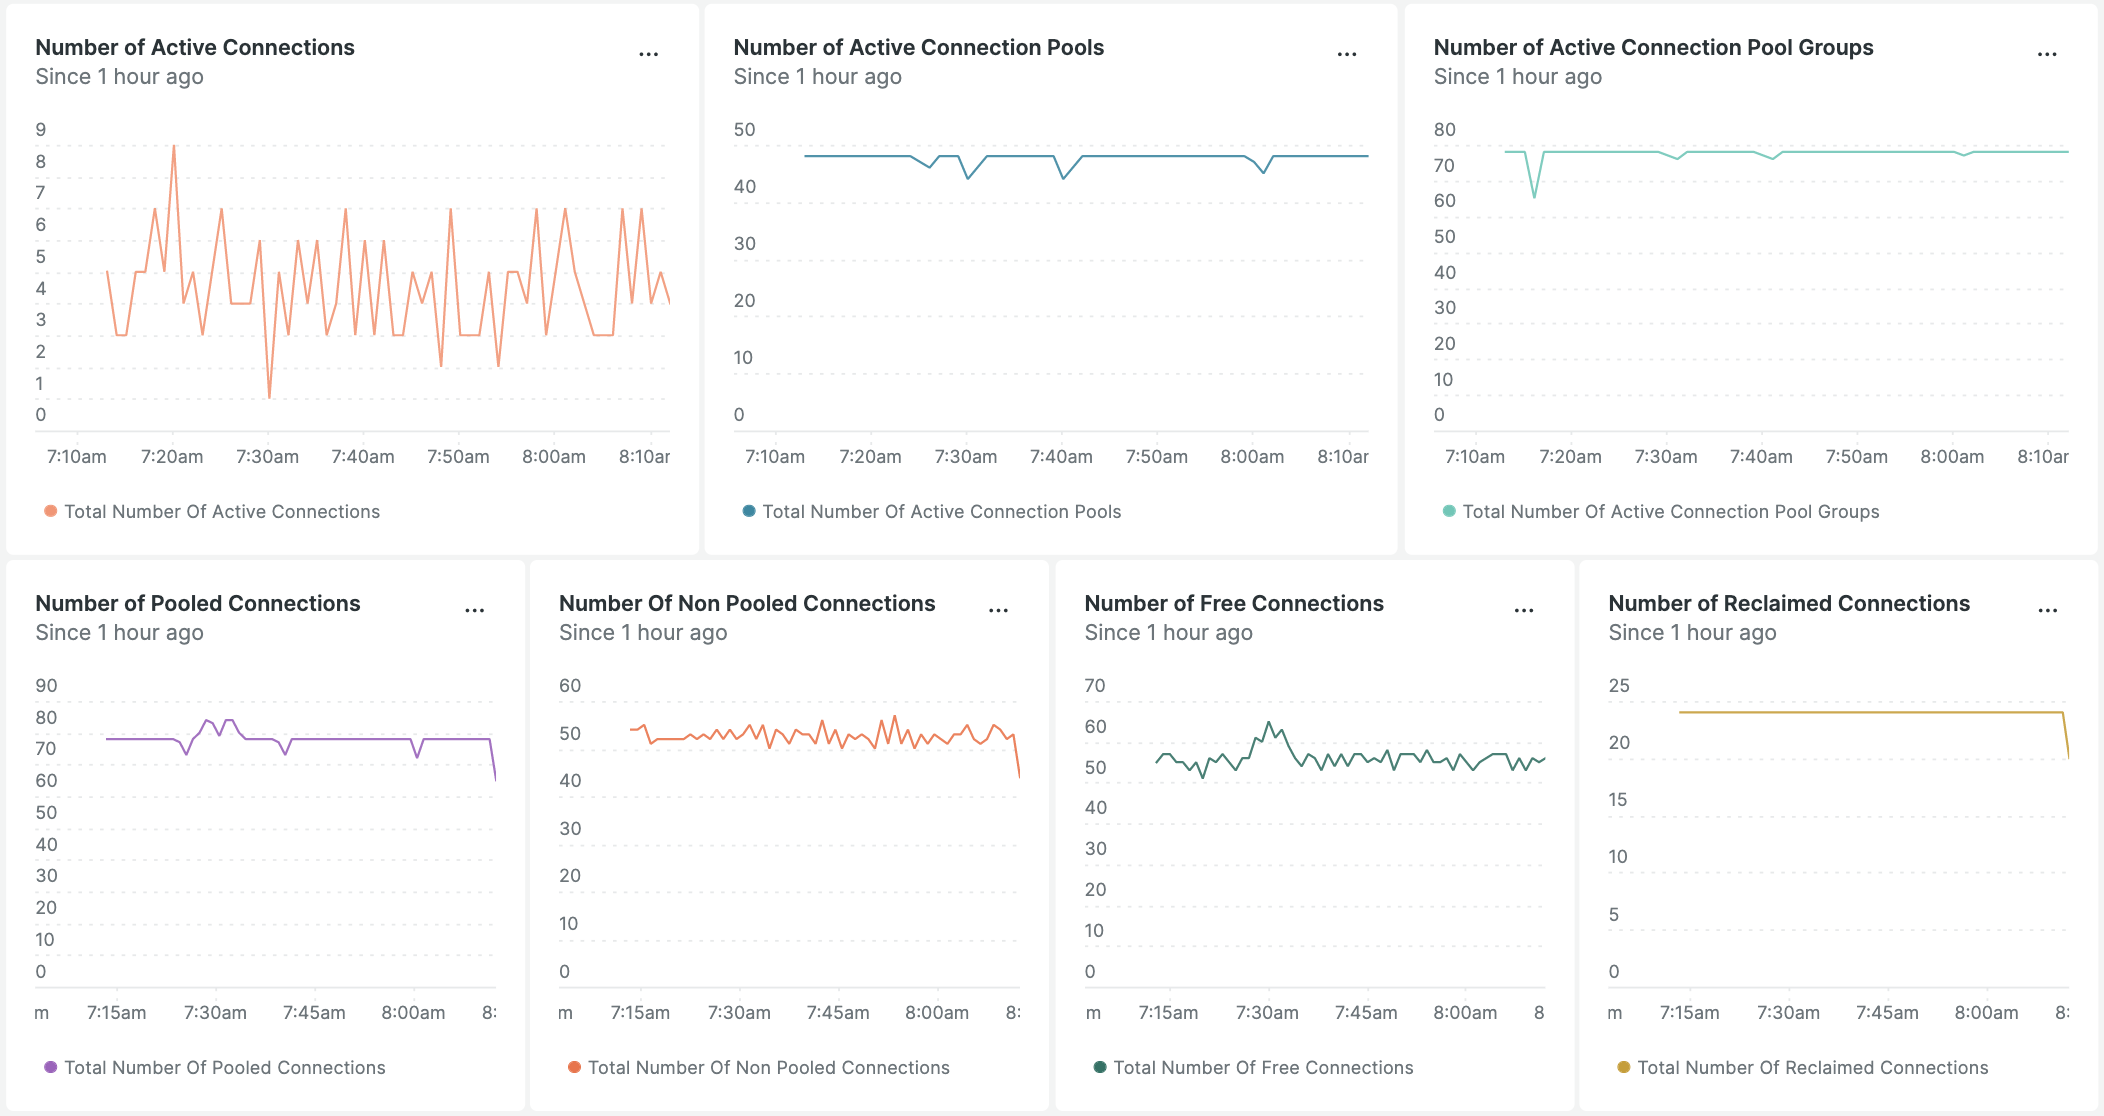 Number of Active Connections
...
Since 1 hour ago
9
8
7
6
5
4
3
2
1
0
7:10am 7:20am 7:30am 7:40am 7:50am 8:00am 8:10ar
Total Number Of Active Connections
Number of Active Connection Pools
...
Since 1 hour ago
50
40
30
20
10
0
7:10am 7:20am 7:30am 7:40am 7:50am 8:00am 8:10ar
Total Number Of Active Connection Pools
Number of Active Connection Pool Groups
...
Since 1 hour ago
80
70
60
50
40
30
20
10
0
7:10am 7:20am 7:30am 7:40am 7:50am 8:00am 8:10ar
Total Number Of Active Connection Pool Groups
Number of Pooled Connections
...
Since 1 hour ago
90
80
70
60
50
40
30
20
10
0
m 7:15am 7:30am 7:45am 8:00am 8:
Total Number Of Pooled Connections
Number Of Non Pooled Connections
...
Since 1 hour ago
60
50
40
30
20
10
0
m 7:15am 7:30am 7:45am 8:00am 8:
Total Number Of Non Pooled Connections
Number of Free Connections
...
Since 1 hour ago
70
60
50
40
30
20
10
0
m 7:15am 7:30am 7:45am 8:00am 8
Total Number Of Free Connections
Number of Reclaimed Connections
...
Since 1 hour ago
25
20
15
10
5
0
m 7:15am 7:30am 7:45am 8:00am 8:
Total Number Of Reclaimed Connections